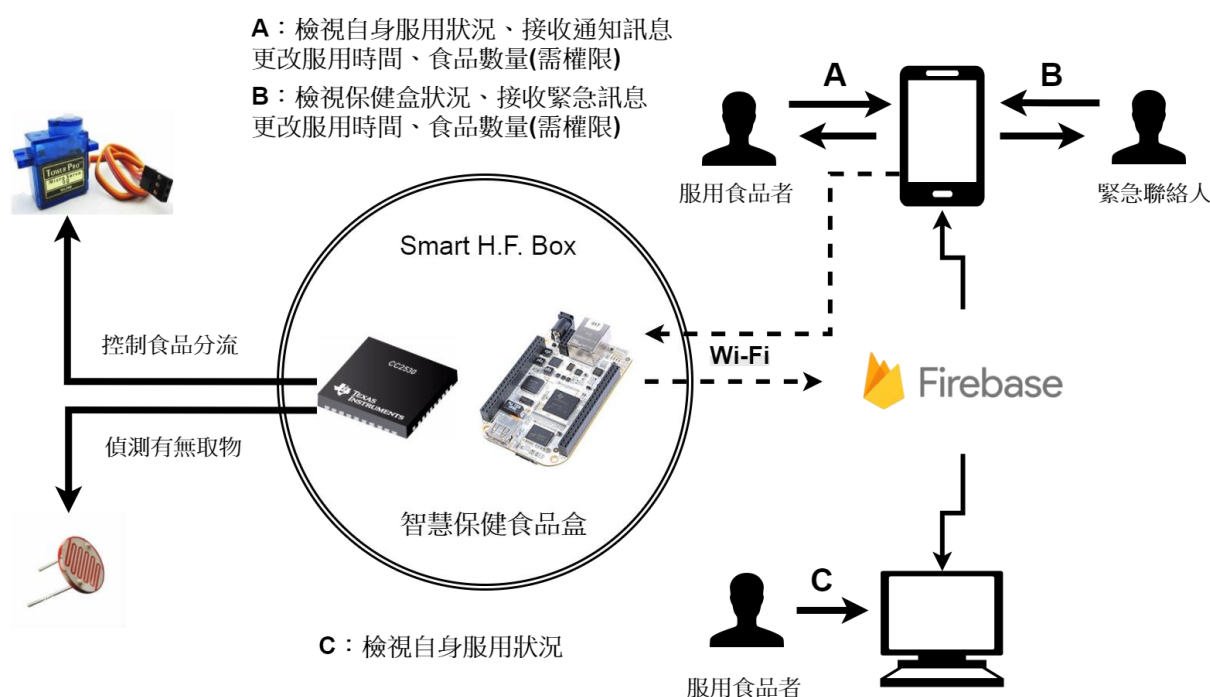 A：檢視自身服用狀況、接收通知訊息
更改服用時間、食品數量(需權限)
B：檢視保健盒狀況、接收緊急訊息
更改服用時間、食品數量(需權限)
A
B
服用食品者
緊急聯絡人
TOWER PRO
Smart H.F. Box
控制食品分流
CC2530
TEXAS
INSTRUMENTS
Wi-Fi
Firebase
偵測有無取物
智慧保健食品盒
C
C：檢視自身服用狀況
服用食品者